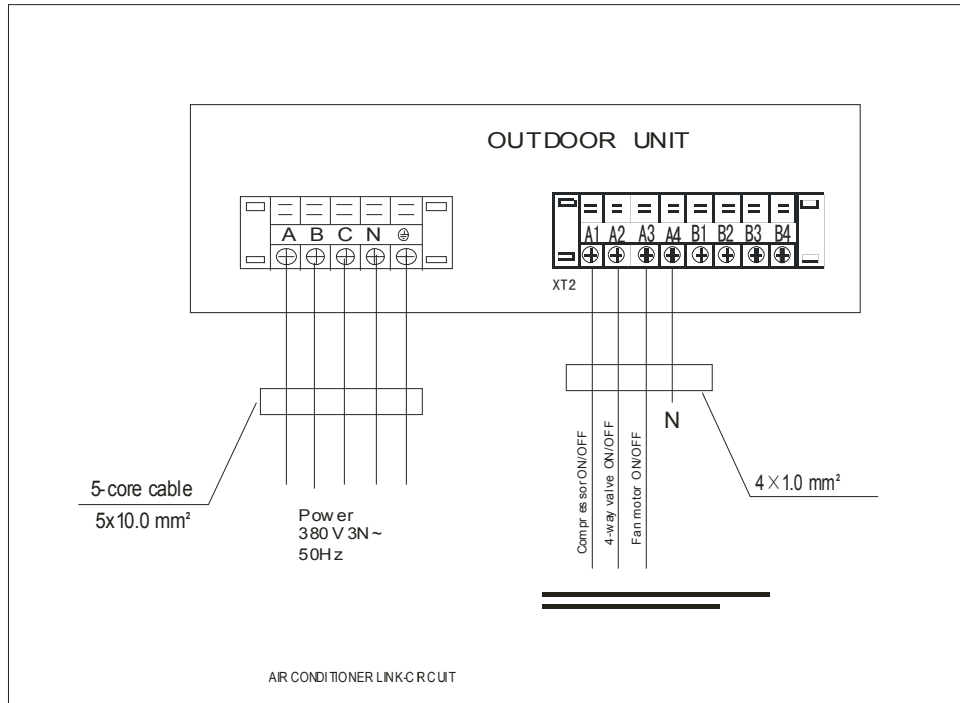 OUTDOOR UNIT
A B C N
A1 A2 A3 A4 B1 B2 B3 B4
XT2
N
Compressor ON/OFF
4-way valve ON/OFF
Fan motor ON/OFF
5-core cable
5x10.0 mm²
4×1.0 mm²
Power
380V 3N~
50Hz
AIR CONDITIONER LINK-CIRCUIT